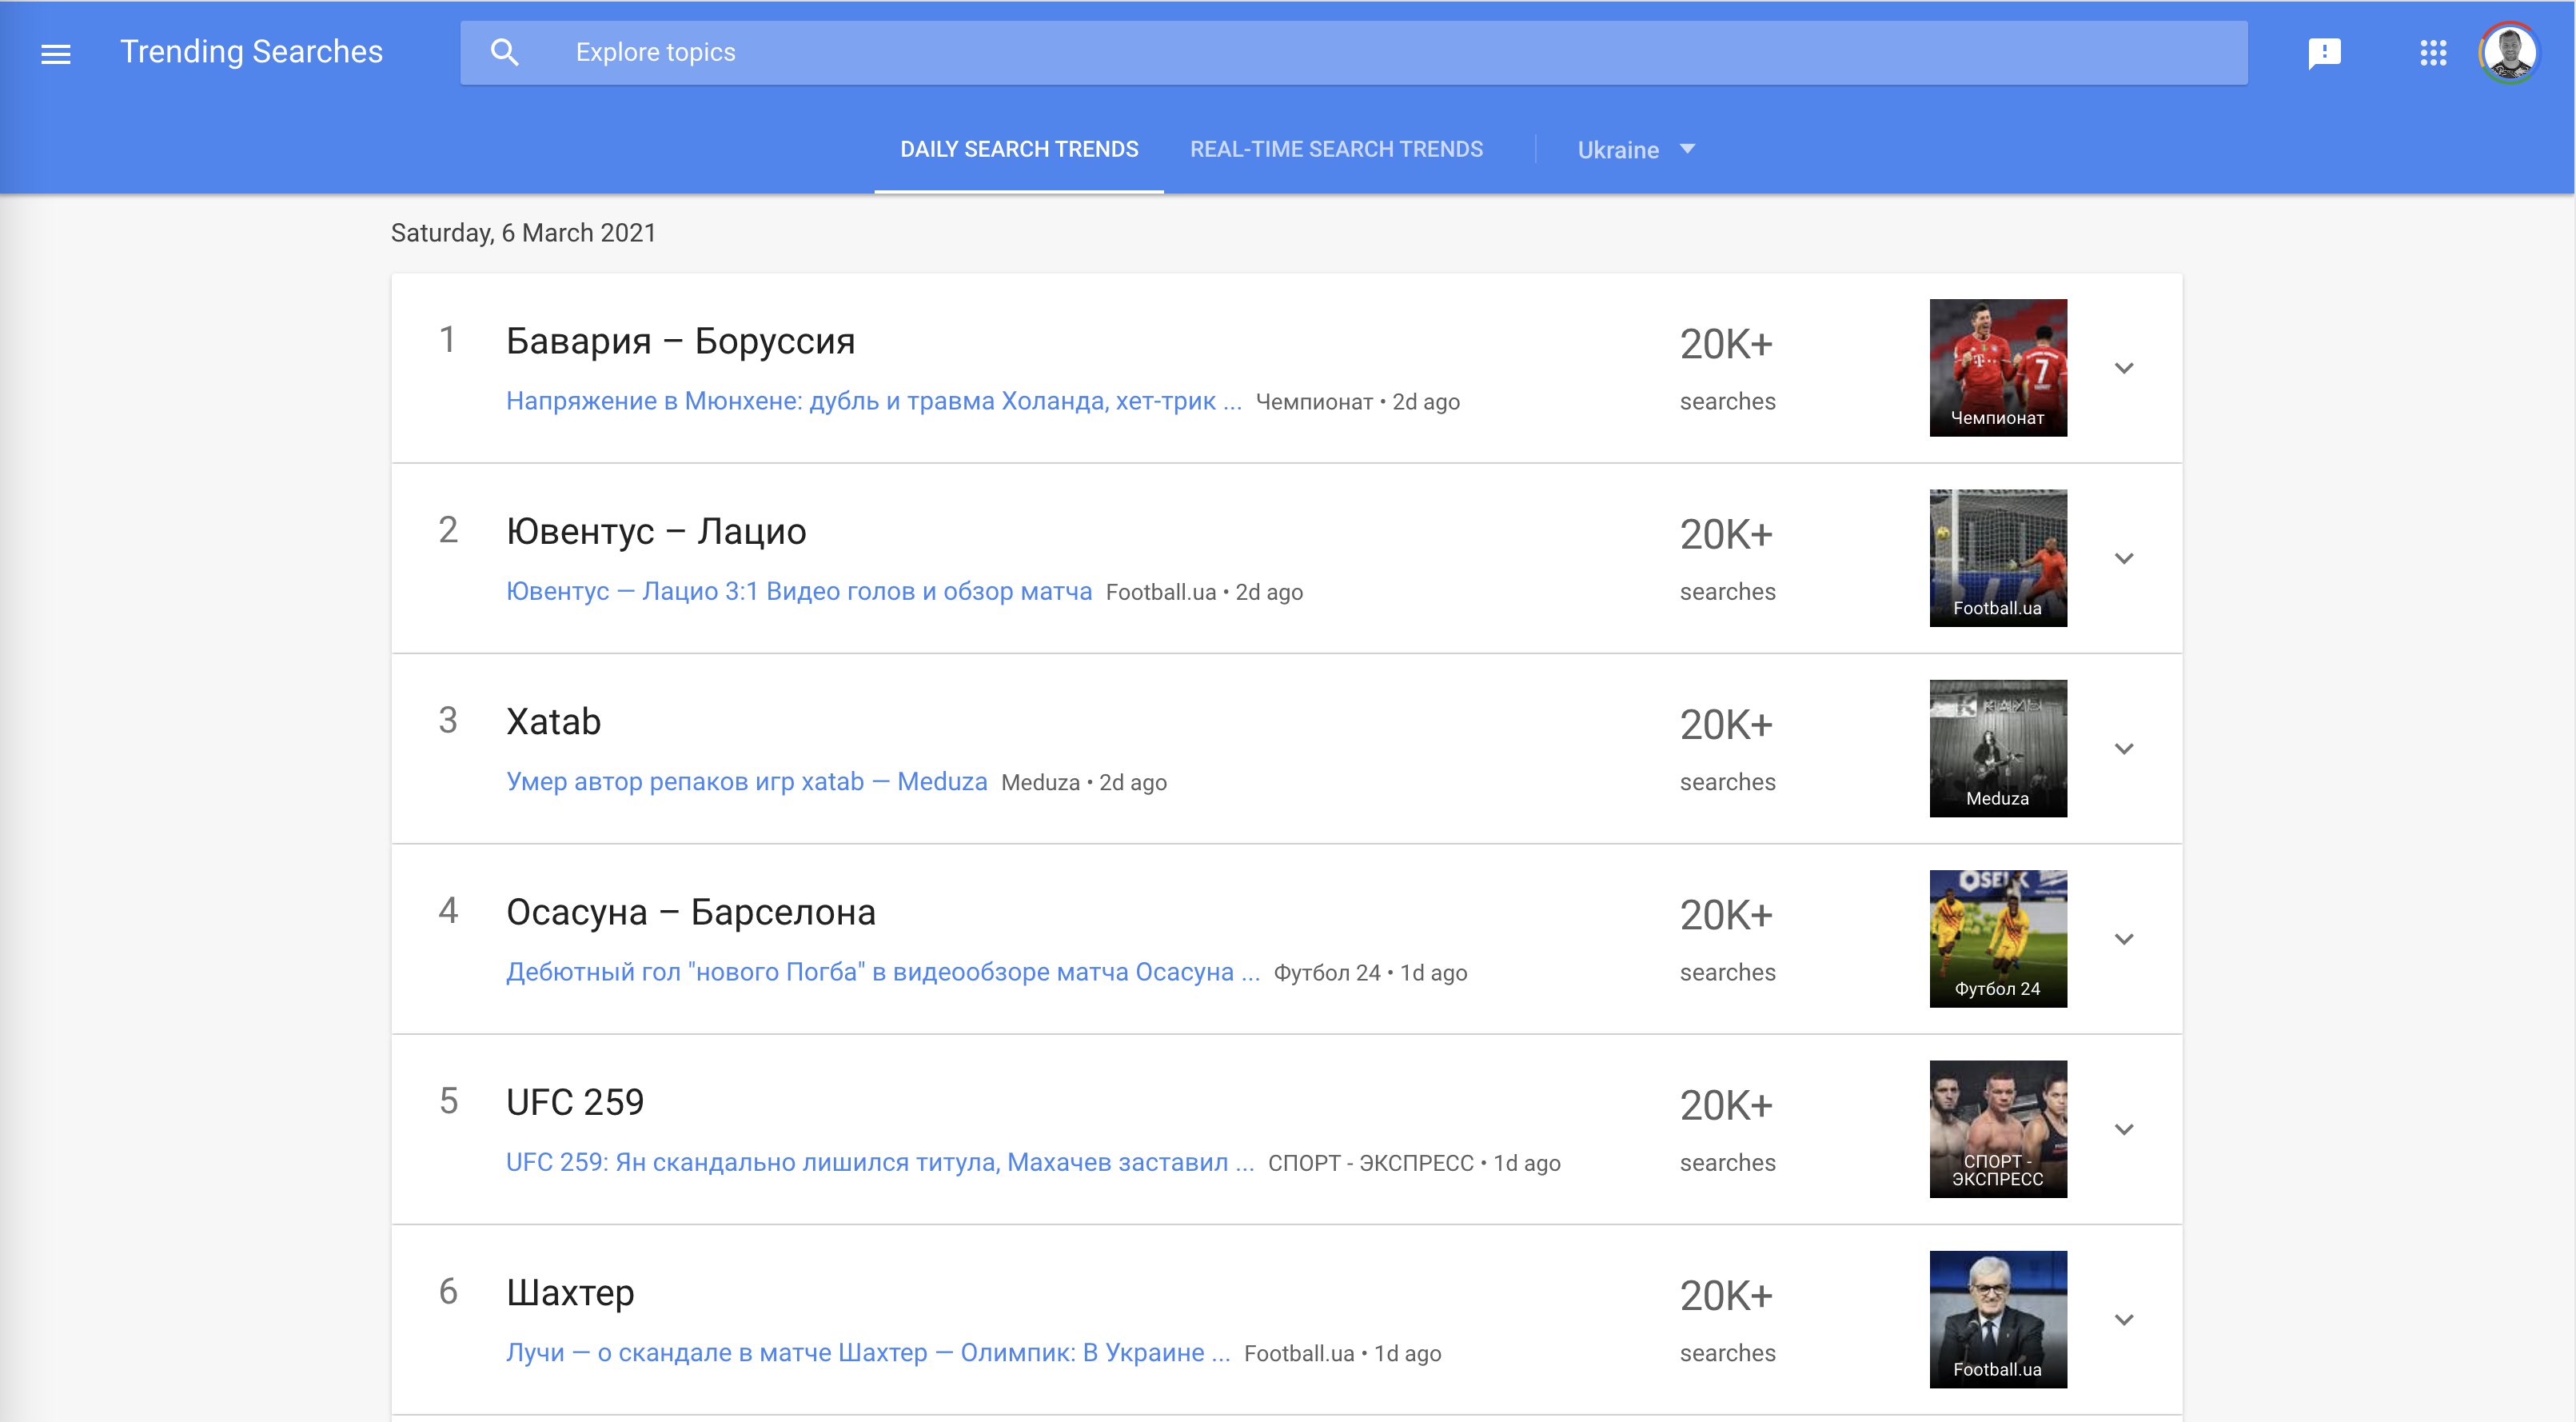 Trending Searches
Explore topics
DAILY SEARCH TRENDS
REAL-TIME SEARCH TRENDS
Ukraine
Saturday, 6 March 2021
1
Бавария – Боруссия
Напряжение в Мюнхене: дубль и травма Холанда, хет-трик ... Чемпионат • 2d ago
20K+
searches
7
Чемпионат
2
Ювентус – Лацио
Ювентус — Лацио 3:1 Видео голов и обзор матча Football.ua • 2d ago
20K+
searches
Football.ua
3
Xatab
Умер автор репаков игр xatab — Meduza Meduza • 2d ago
20K+
searches
Meduza
4
Осасуна – Барселона
Дебютный гол "нового Погба" в видеообзоре матча Осасуна ... Футбол 24 • 1d ago
20K+
searches
Футбол 24
5
UFC 259
UFC 259: Ян скандально лишился титула, Махачев заставил ... СПОРТ - ЭКСПРЕСС • 1d ago
20K+
searches
СПОРТ -
ЭКСПРЕСС
6
Шахтер
Лучи — о скандале в матче Шахтер — Олимпик: В Украине ... Football.ua • 1d ago
20K+
searches
Football.ua